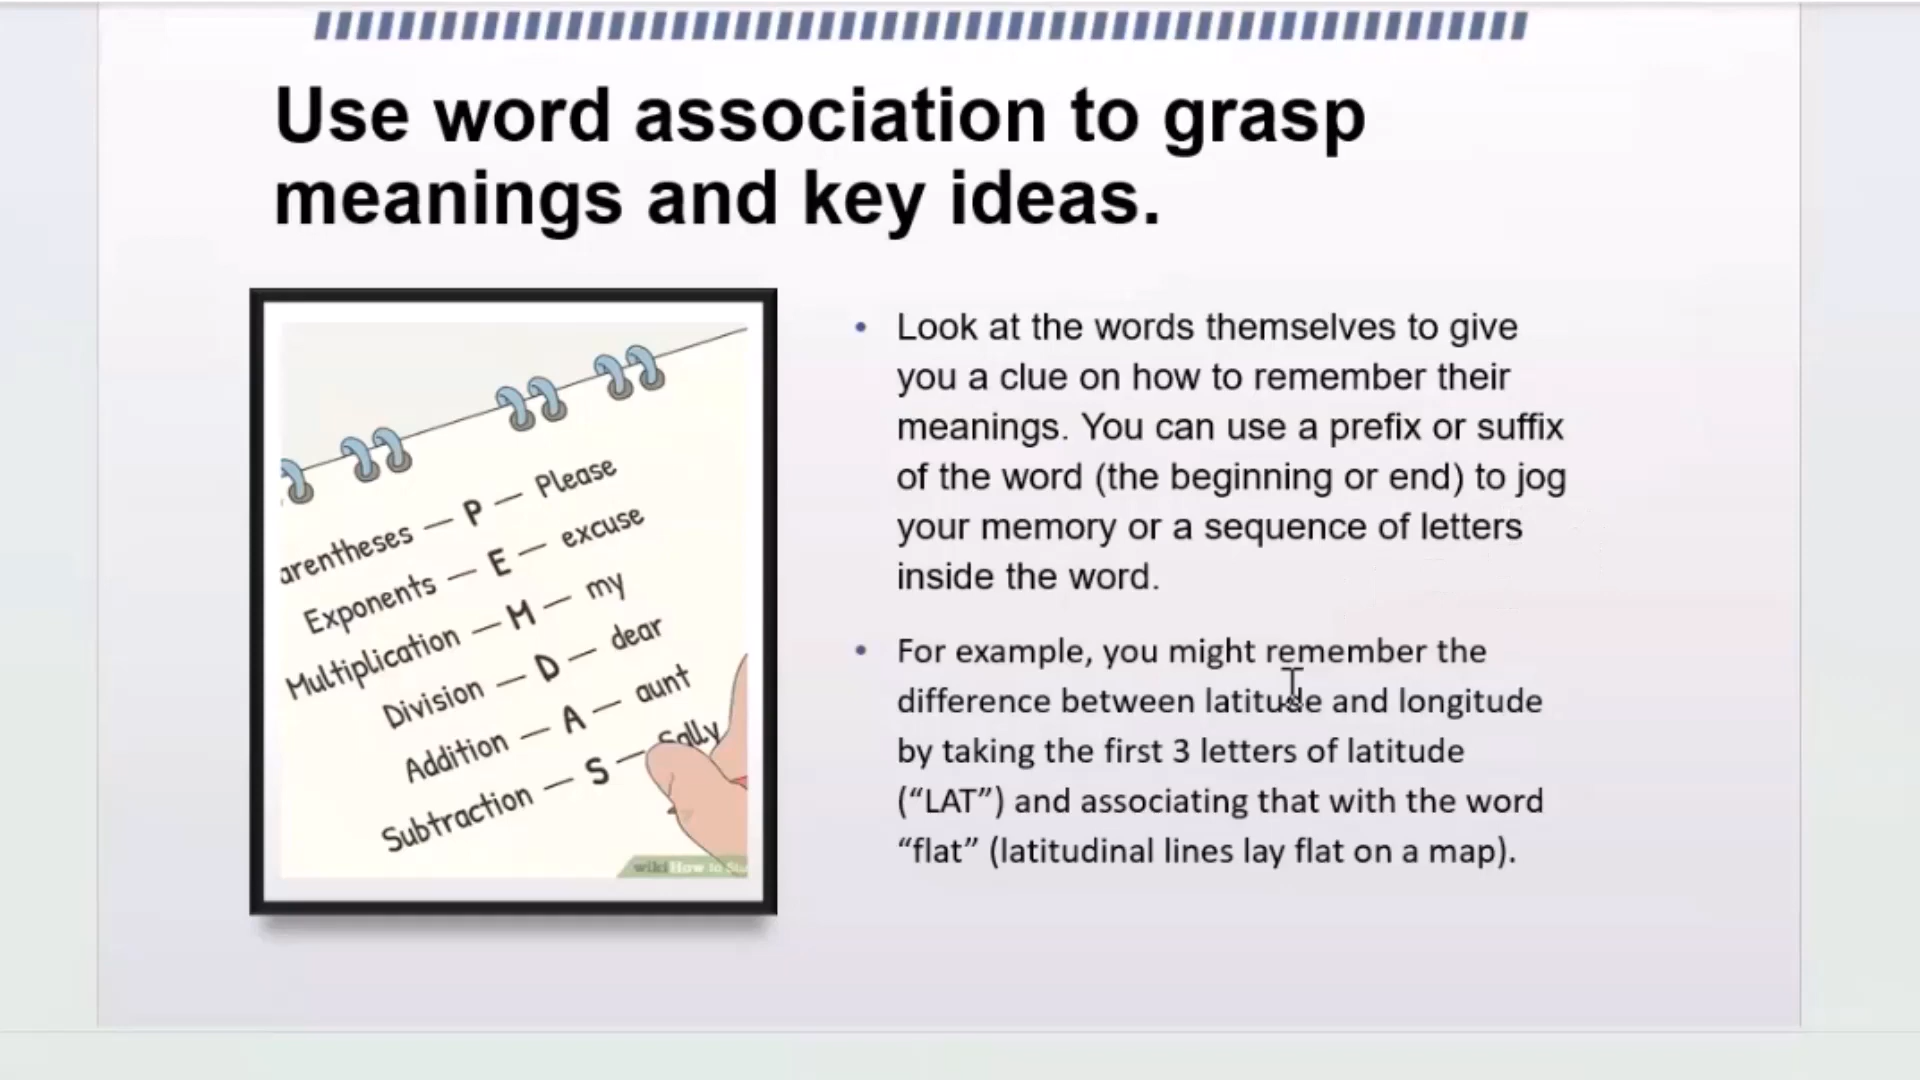 Use word association to grasp
meanings and key ideas.
arentheses — P — Please
Exponents — E — excuse
Multiplication — M — my
Division — D — dear
Addition — A — aunt
Subtraction — S — Sally
wikiHow to
• Look at the words themselves to give
you a clue on how to remember their
meanings. You can use a prefix or suffix
of the word (the beginning or end) to jog
your memory or a sequence of letters
inside the word.
• For example, you might remember the
difference between latitude and longitude
by taking the first 3 letters of latitude
(“LAT”) and associating that with the word
“flat” (latitudinal lines lay flat on a map).